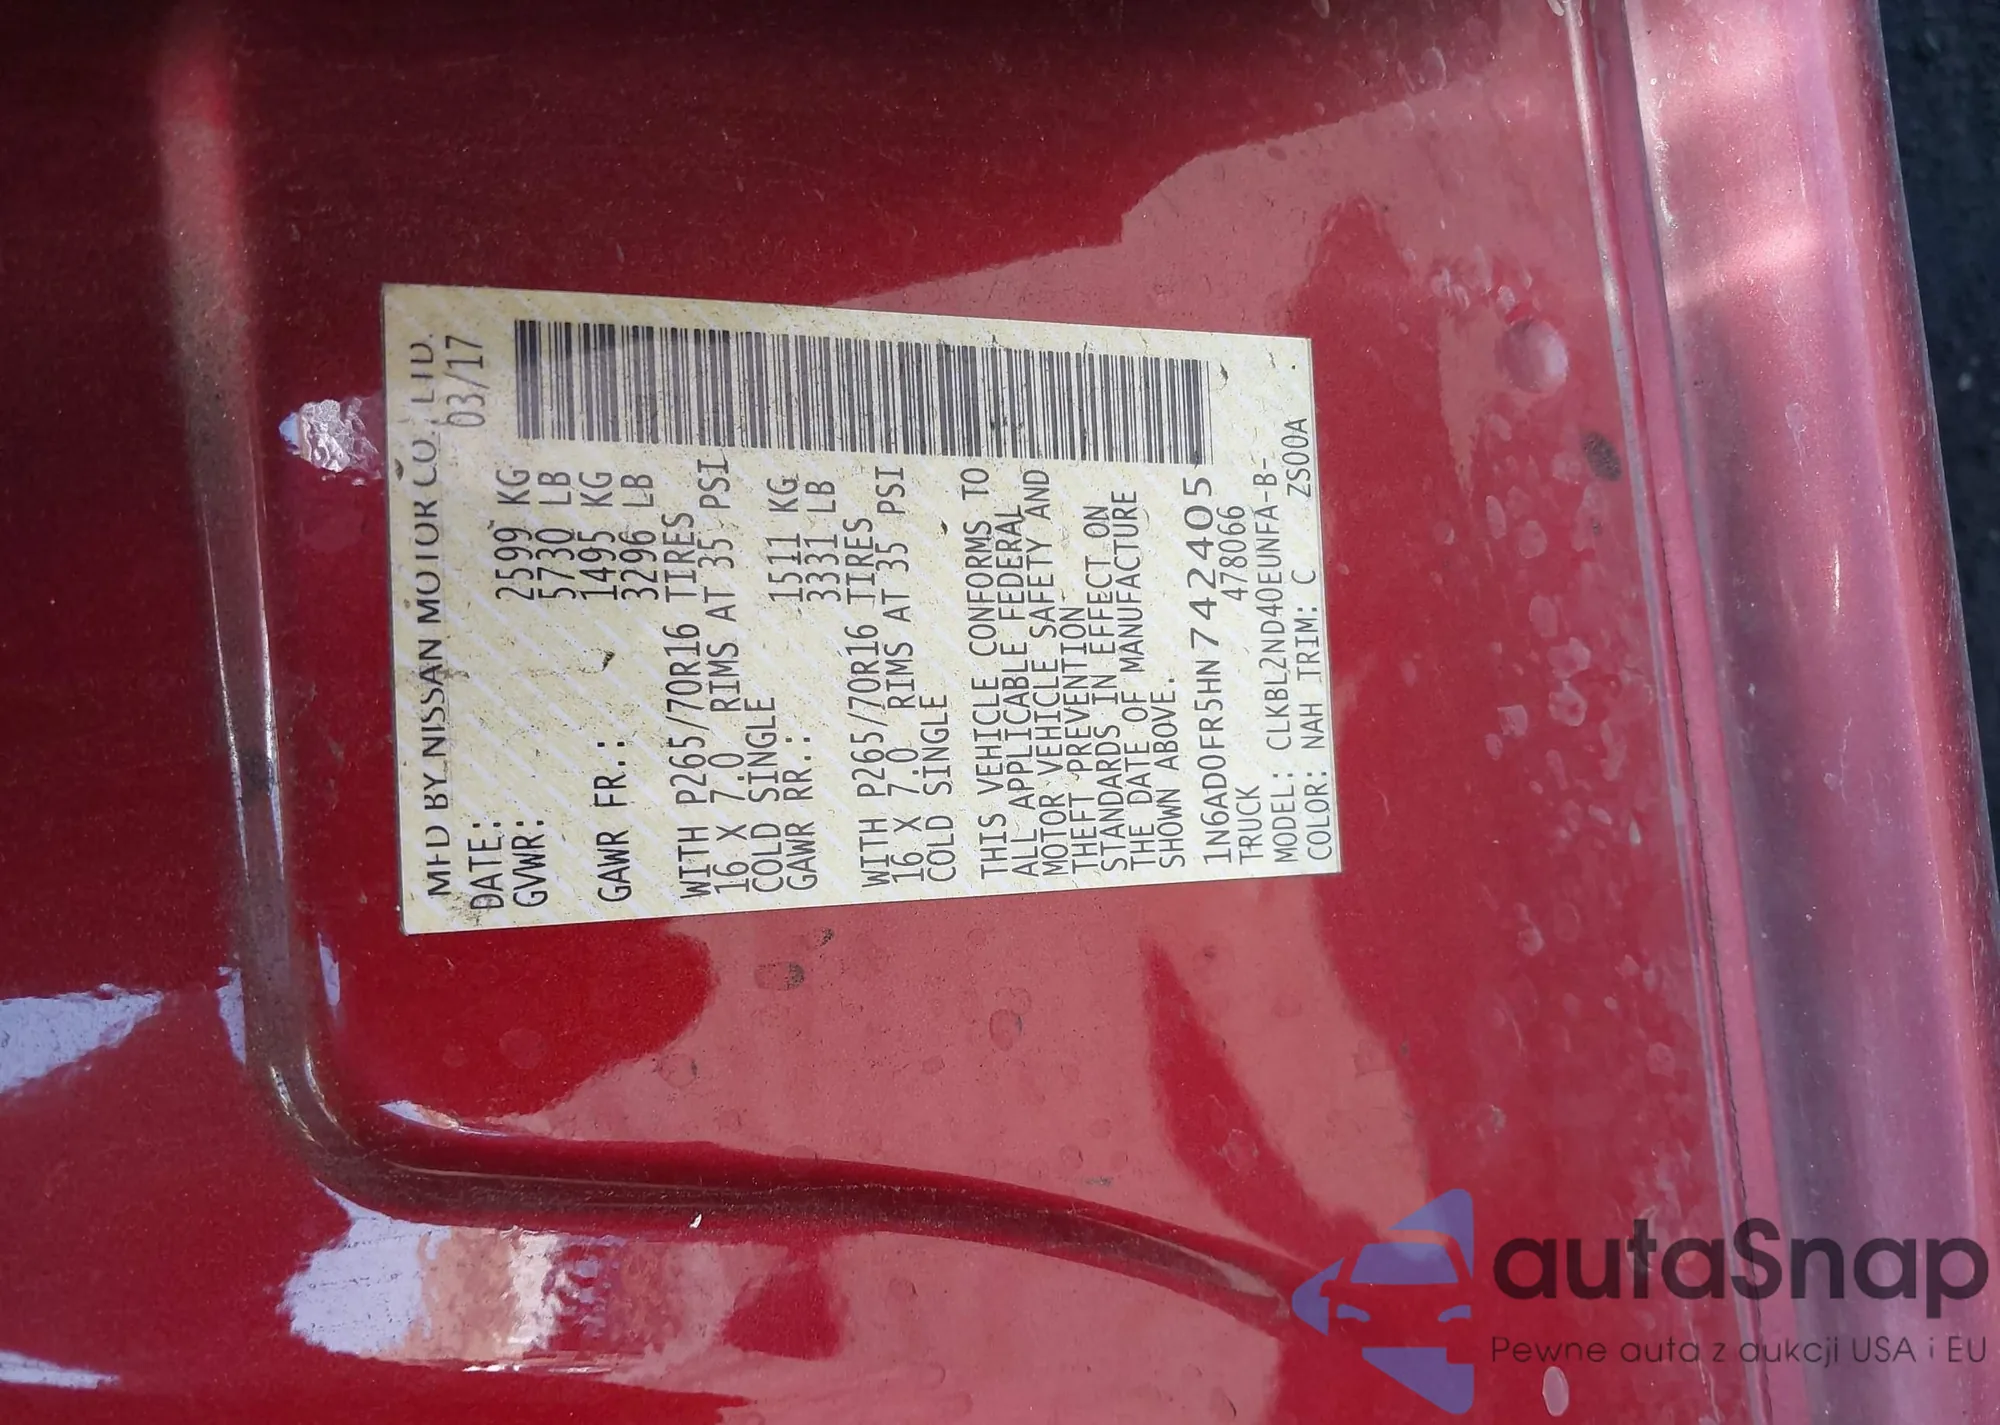 MFD BY NISSAN MOTOR CO., LTD.
DATE: 03/17
GVWR: 2599 KG
5730 LB
GAWR FR.: 1495 KG
3296 LB
WITH P265/70R16 TIRES
16 X 7.0 RIMS AT 35 PSI
COLD SINGLE
GAWR RR.: 1511 KG
3331 LB
WITH P265/70R16 TIRES
16 X 7.0 RIMS AT 35 PSI
COLD SINGLE
THIS VEHICLE CONFORMS TO
ALL APPLICABLE FEDERAL
MOTOR VEHICLE SAFETY AND
THEFT PREVENTION
STANDARDS IN EFFECT ON
THE DATE OF MANUFACTURE
SHOWN ABOVE.
1N6AD0FR5HN742405
TRUCK 478066
MODEL: CLKBL2ND40EUNFA-B-
COLOR: NAH TRIM: C ZS00A
autaSnap
Pewne auta z aukcji USA i EU